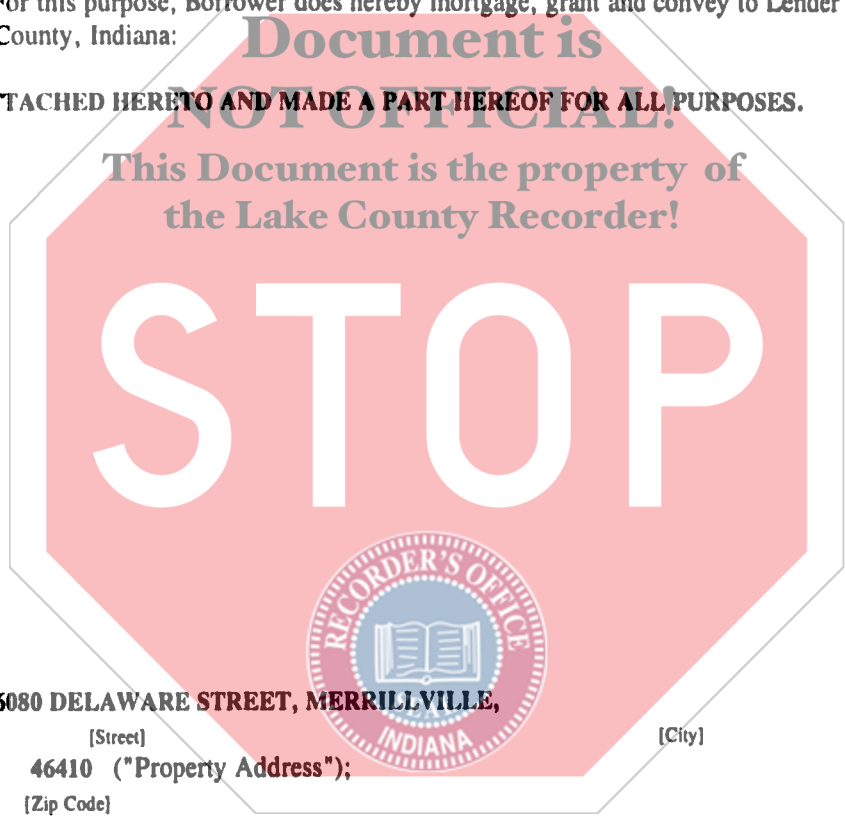 For this purpose, Borrower does hereby mortgage, grant and convey to Lender
County, Indiana:
Document is
TACHED HERETO AND MADE A PART HEREOF FOR ALL PURPOSES.
NOT OFFICIAL!
This Document is the property of
the Lake County Recorder!
STOP
RECORDER'S OFFICE
SEAL
INDIANA
6080 DELAWARE STREET, MERRILLVILLE,
[Street] [City]
46410 ("Property Address");
[Zip Code]